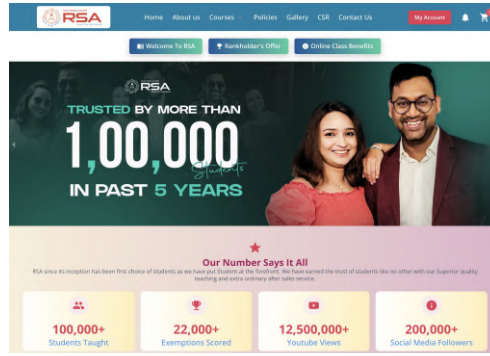 RSA
Home About us Courses Policies Gallery CSR Contact Us My Account
Welcome To RSA Rankholder's Offer Online Class Benefits
RSA
TRUSTED BY MORE THAN
1,00,000
Students
IN PAST 5 YEARS
Our Number Says It All
RSA since its inception has been first choice of students as we have put Student at the forefront. We have earned the trust of students like no other with our Superior quality
teaching and extra ordinary after sales service.
100,000+ 22,000+ 12,500,000+ 200,000+
Students Taught Exemptions Scored Youtube Views Social Media Followers